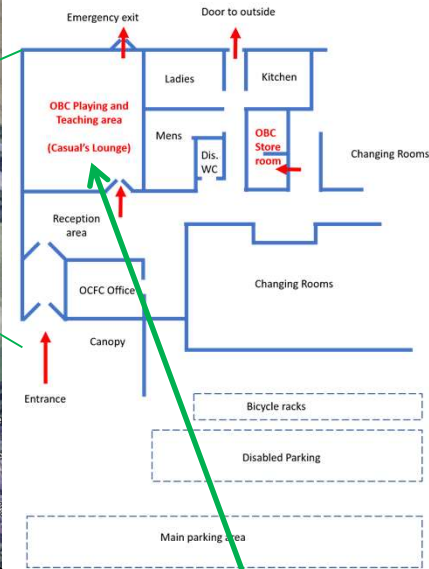 Emergency exit
Door to outside
Ladies
Kitchen
OBC Playing and
Teaching area
(Casual's Lounge)
Mens
Dis.
WC
OBC
Store
room
Changing Rooms
Reception
area
OCFC Office
Changing Rooms
Canopy
Entrance
Bicycle racks
Disabled Parking
Main parking area